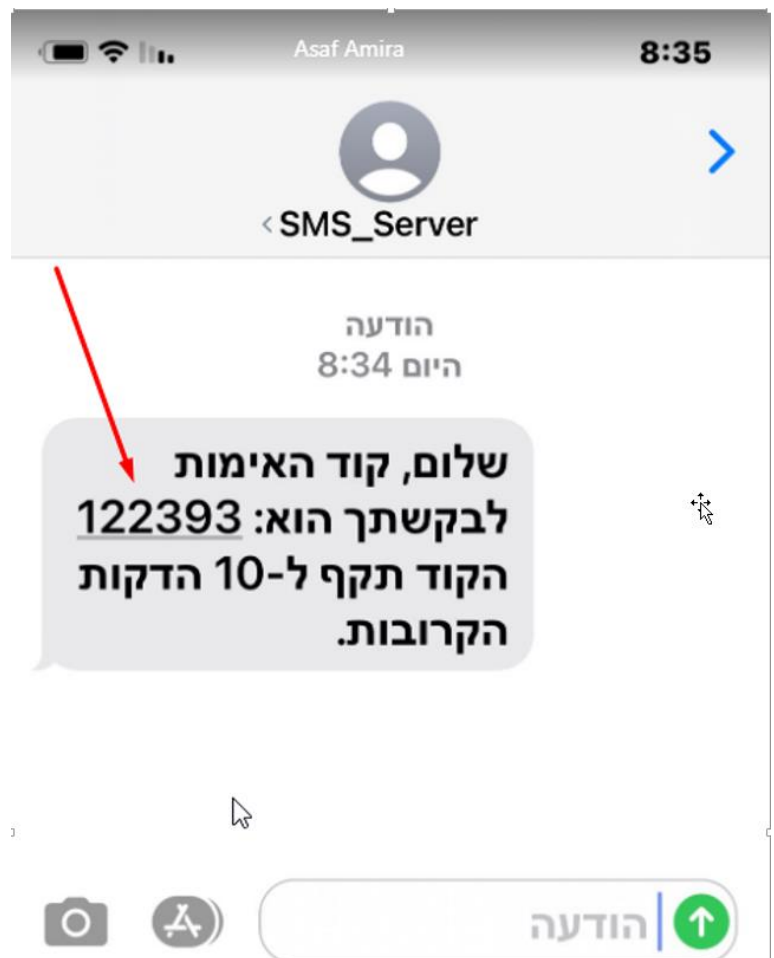 Asaf Amira
8:35
SMS_Server
הודעה
היום 8:34
שלום, קוד האימות
לבקשתך הוא: 122393
הקוד תקף ל-10 הדקות
הקרובות.
הודעה